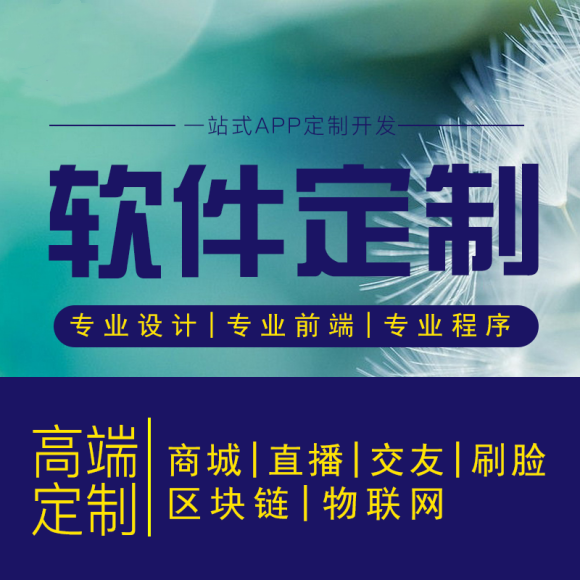 一站式APP定制开发
软件定制
专业设计|专业前端|专业程序
高端
定制
商城|直播|交友|刷脸
区块链|物联网